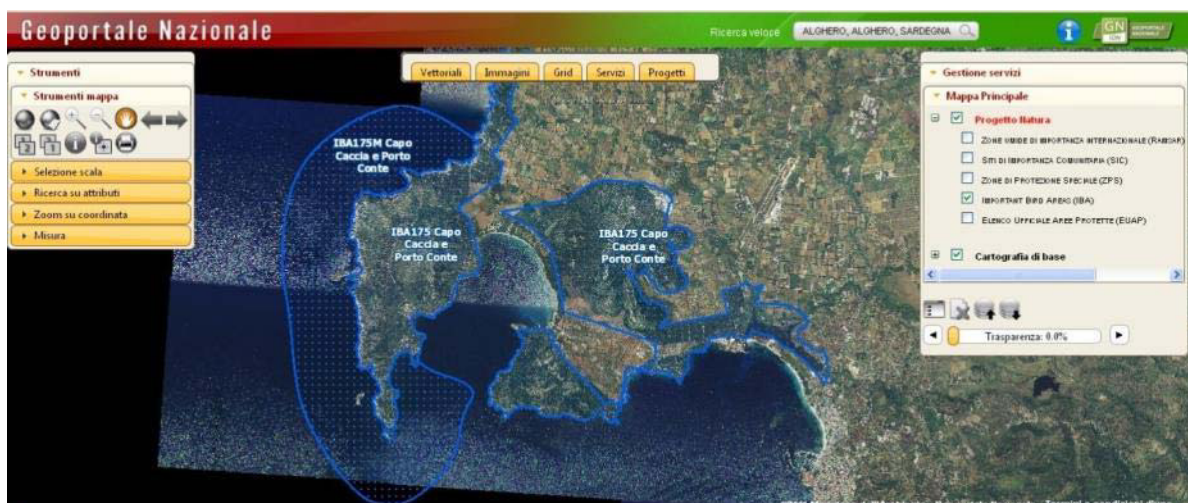 Geoportale Nazionale
Ricerca veloce
ALGHERO, ALGHERO, SARDEGNA
i
GN
GEOPORTALE
NAZIONALE
Strumenti
Strumenti mappa
Selezione scala
Ricerca su attributi
Zoom su coordinata
Misura
Vettoriali
Immagini
Grid
Servizi
Progetti
IBA175M Capo
Caccia e Porto
Conte
IBA175 Capo
Caccia e
Porto Conte
IBA175 Capo
Caccia e
Porto Conte
Gestione servizi
Mappa Principale
Progetto Natura
ZONE UMIDE DI IMPORTANZA INTERNAZIONALE (RAMSAR)
SITI DI IMPORTANZA COMUNITARIA (SIC)
ZONE DI PROTEZIONE SPECIALE (ZPS)
IMPORTANT BIRD AREAS (IBA)
ELENCO UFFICIALE AREE PROTETTE (EUAP)
Cartografia di base
Trasparenza: 0.0%